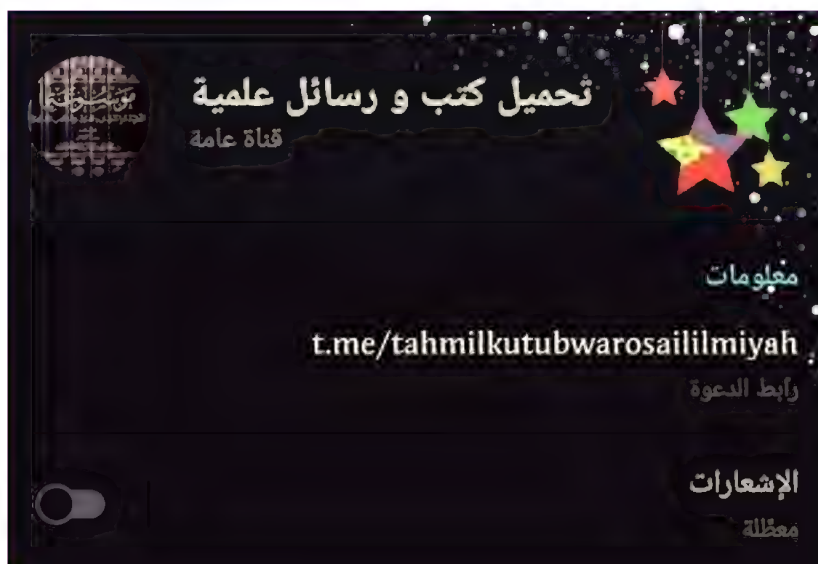 تحميل كتب و رسائل علمية
قناة عامة
معلومات
t.me/tahmilkutubwarosaililmiyah
رابط الدعوة
الإشعارات
معطلة